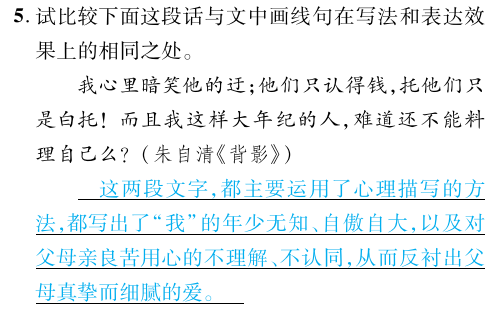 5. 试比较下面这段话与文中画线句在写法和表达效
果上的相同之处。
我心里暗笑他的迂;他们只认得钱,托他们只
是白托! 而且我这样大年纪的人,难道还不能料
理自己么? (朱自清《背影》)
这两段文字,都主要运用了心理描写的方
法,都写出了“我”的年少无知、自傲自大,以及对
父母亲良苦用心的不理解、不认同,从而反衬出父
母真挚而细腻的爱。